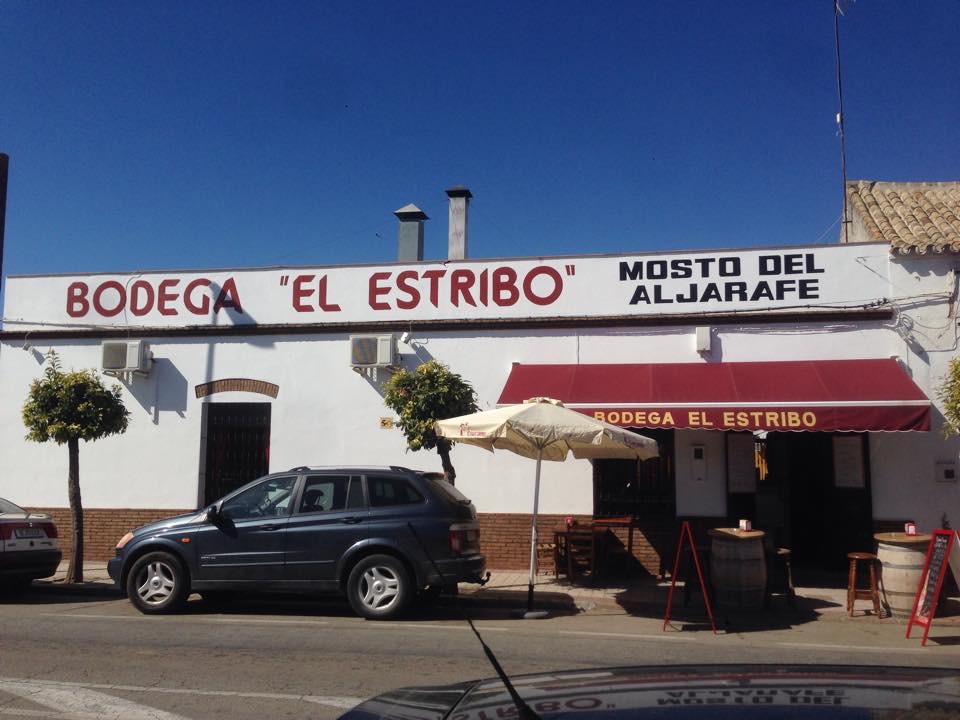 BODEGA "EL ESTRIBO"
MOSTO DEL
ALJARAFE
BODEGA EL ESTRIBO